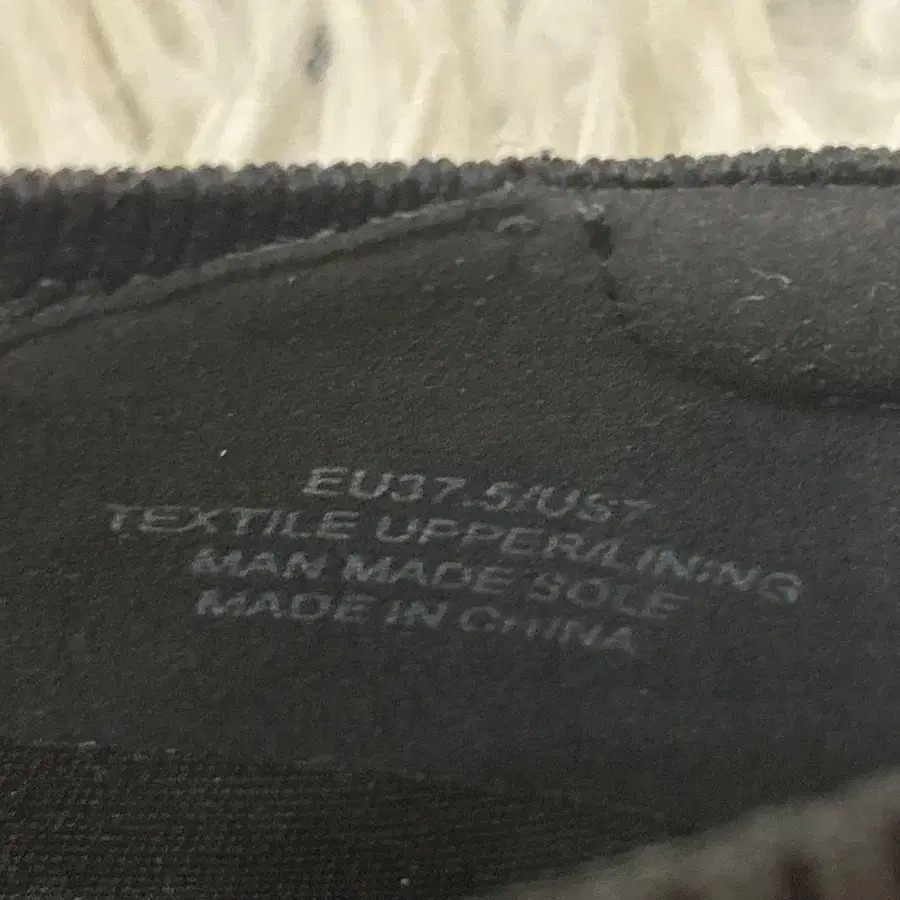 EU37.5/US7
TEXTILE UPPER/LINING
MAN MADE SOLE
MADE IN CHINA